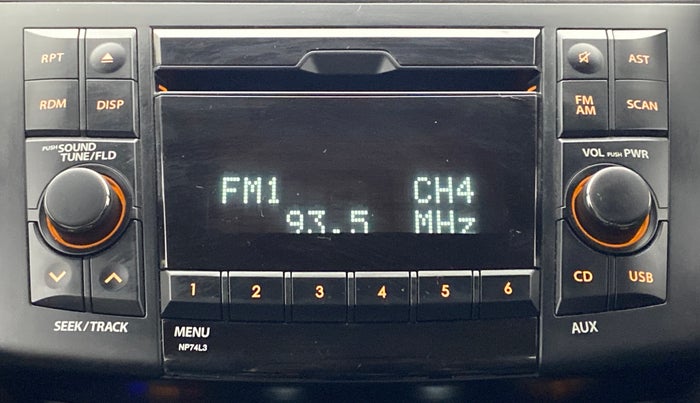 RPT
AST
RDM
DISP
FM
AM
SCAN
PUSH SOUND
TUNE/FLD
VOL PUSH PWR
FM1 CH4
93.5 MHz
CD
USB
1 2 3 4 5 6
SEEK/TRACK
MENU
AUX
NP74L3